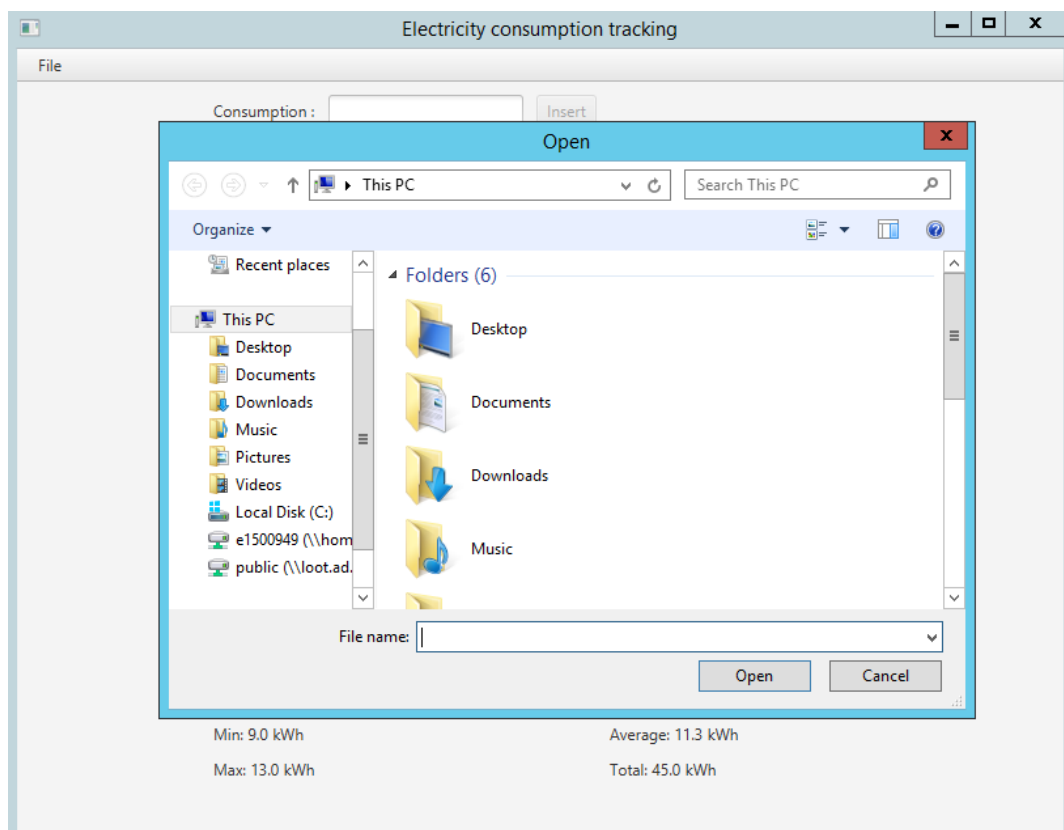 Electricity consumption tracking
File
Consumption :
Insert
Open
This PC
Search This PC
Organize
Recent places
This PC
Desktop
Documents
Downloads
Music
Pictures
Videos
Local Disk (C:)
e1500949 (\\hom
public (\\loot.ad.
Folders (6)
Desktop
Documents
Downloads
Music
File name:
Open Cancel
Min: 9.0 kWh Average: 11.3 kWh
Max: 13.0 kWh Total: 45.0 kWh